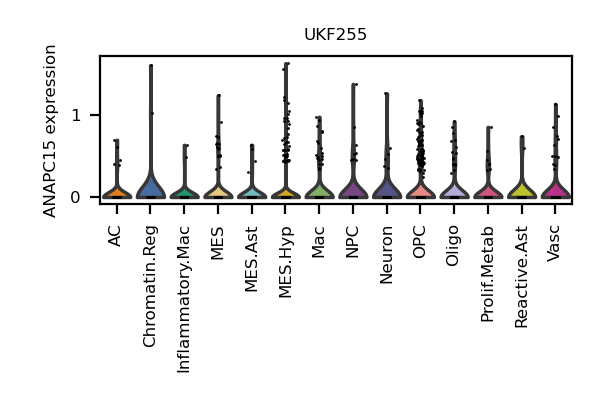 UKF255
ANAPC15 expression
1
0
AC
Chromatin.Reg
Inflammatory.Mac
MES
MES.Ast
MES.Hyp
Mac
NPC
Neuron
OPC
Oligo
Prolif.Metab
Reactive.Ast
Vasc